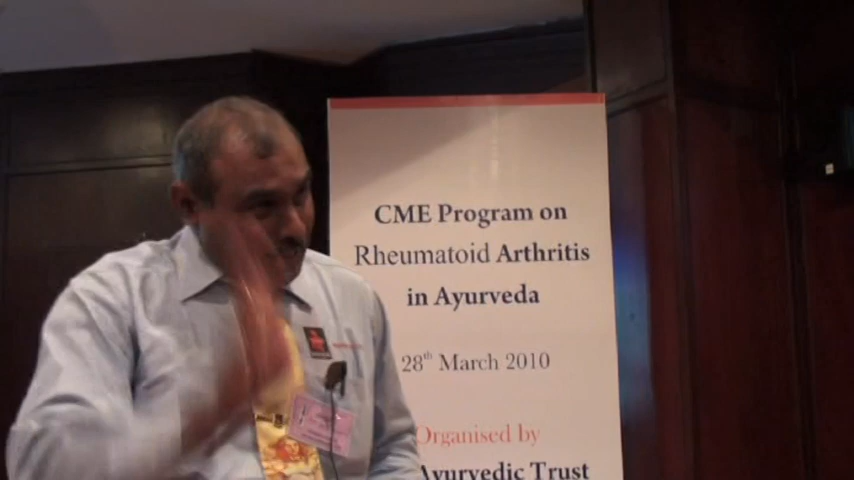 CME Program on
Rheumatoid Arthritis
in Ayurveda
28th March 2010
Organised by
Ayurvedic Trust